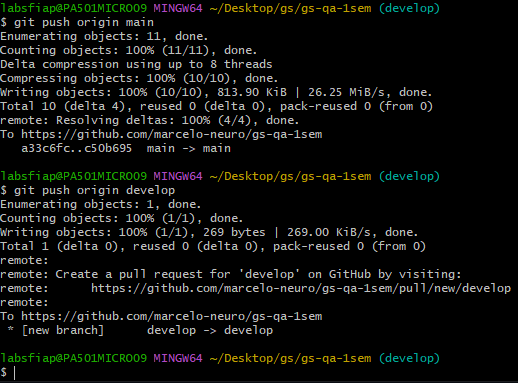 labsfiap@PA501MICRO09 MINGW64 ~/Desktop/gs/gs-qa-1sem (develop)
$ git push origin main
Enumerating objects: 11, done.
Counting objects: 100% (11/11), done.
Delta compression using up to 8 threads
Compressing objects: 100% (10/10), done.
Writing objects: 100% (10/10), 813.90 KiB | 26.25 MiB/s, done.
Total 10 (delta 4), reused 0 (delta 0), pack-reused 0 (from 0)
remote: Resolving deltas: 100% (4/4), done.
To https://github.com/marcelo-neuro/gs-qa-1sem
   a33c6fc..c50b695  main -> main

labsfiap@PA501MICRO09 MINGW64 ~/Desktop/gs/gs-qa-1sem (develop)
$ git push origin develop
Enumerating objects: 1, done.
Counting objects: 100% (1/1), done.
Writing objects: 100% (1/1), 269 bytes | 269.00 KiB/s, done.
Total 1 (delta 0), reused 0 (delta 0), pack-reused 0 (from 0)
remote:
remote: Create a pull request for 'develop' on GitHub by visiting:
remote:      https://github.com/marcelo-neuro/gs-qa-1sem/pull/new/develop
remote:
To https://github.com/marcelo-neuro/gs-qa-1sem
 * [new branch]      develop -> develop

labsfiap@PA501MICRO09 MINGW64 ~/Desktop/gs/gs-qa-1sem (develop)
$